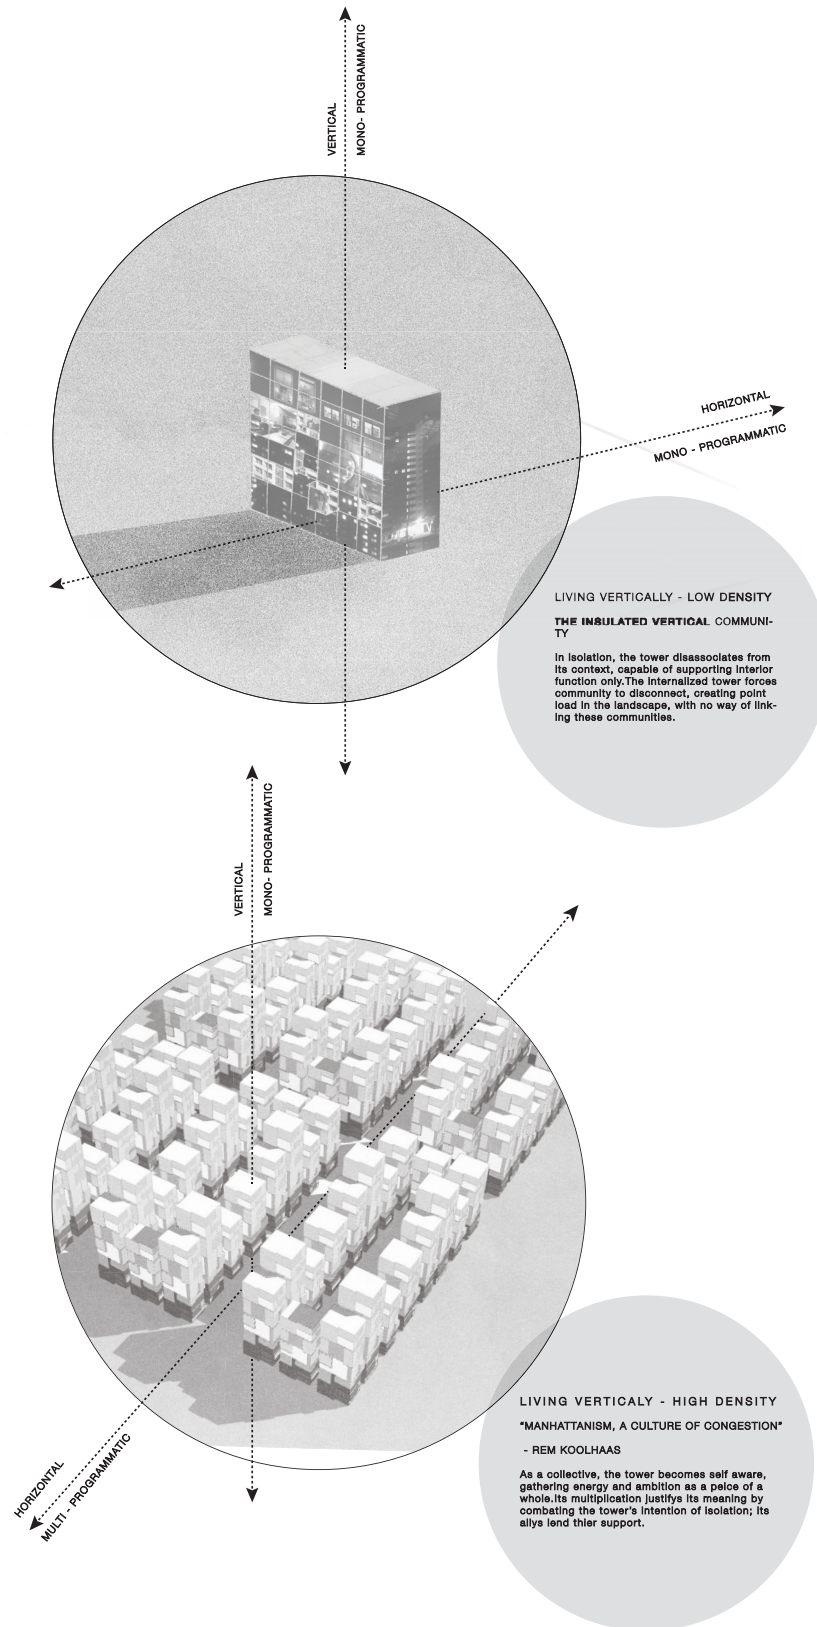 VERTICAL
MONO- PROGRAMMATIC
HORIZONTAL
MONO - PROGRAMMATIC
LIVING VERTICALLY - LOW DENSITY
THE INSULATED VERTICAL COMMUNI-
TY
In isolation, the tower disassociates from
its context, capable of supporting interior
function only.The internalized tower forces
community to disconnect, creating point
load in the landscape, with no way of link-
ing these communities.
VERTICAL
MONO- PROGRAMMATIC
HORIZONTAL
MULTI - PROGRAMMATIC
LIVING VERTICALY - HIGH DENSITY
“MANHATTANISM, A CULTURE OF CONGESTION”
- REM KOOLHAAS
As a collective, the tower becomes self aware,
gathering energy and ambition as a peice of a
whole.Its multiplication justifys its meaning by
combating the tower’s intention of isolation; its
allys lend thier support.